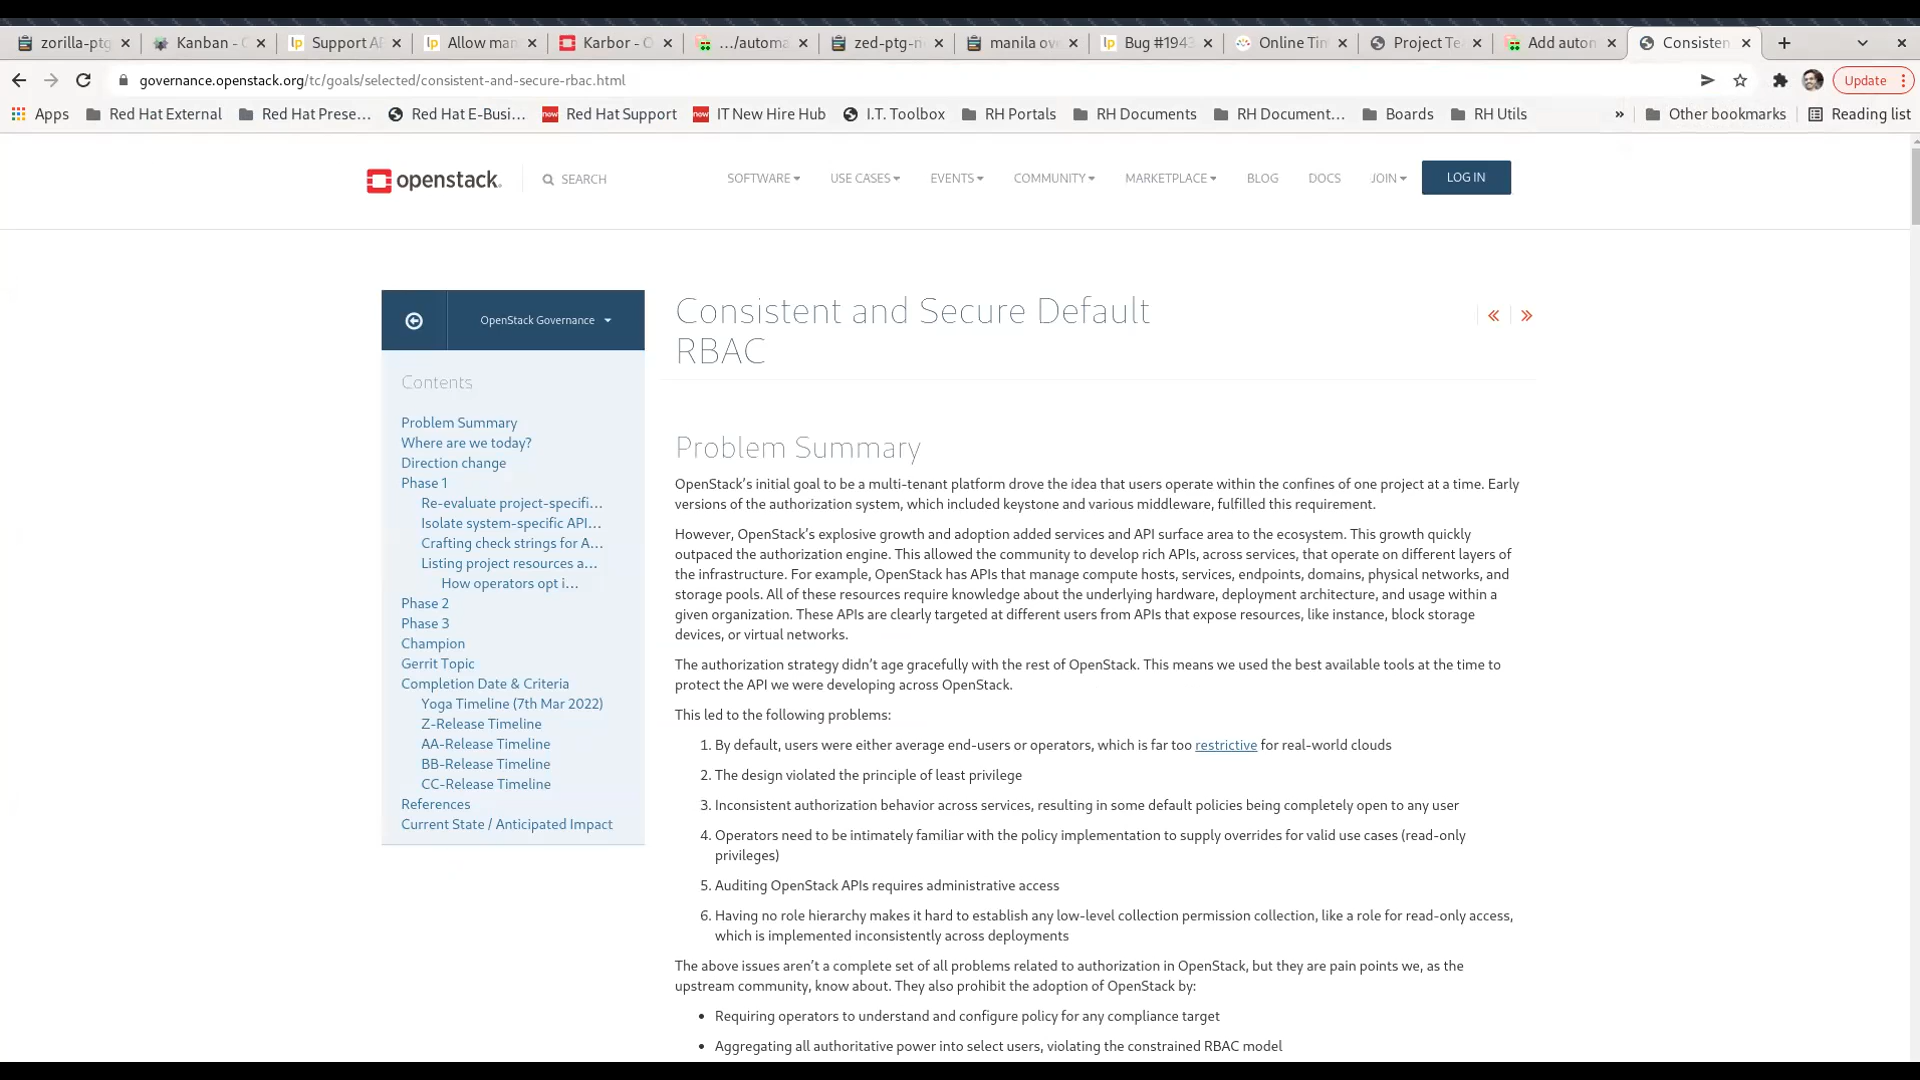 zorilla-ptg
Kanban - O
Support AP
Allow man
Karbor - O
.../automa
zed-ptg-n
manila ov
Bug #1943
Online Tim
Project Te
Add auton
Consisten
governance.openstack.org/tc/goals/selected/consistent-and-secure-rbac.html
Update
Apps
Red Hat External
Red Hat Prese...
Red Hat E-Busi...
Red Hat Support
IT New Hire Hub
I.T. Toolbox
RH Portals
RH Documents
RH Document...
Boards
RH Utils
»
Other bookmarks
Reading list
openstack.
SEARCH
SOFTWARE
USE CASES
EVENTS
COMMUNITY
MARKETPLACE
BLOG
DOCS
JOIN
LOG IN
OpenStack Governance
Contents
Problem Summary
Where are we today?
Direction change
Phase 1
Re-evaluate project-specifi...
Isolate system-specific API...
Crafting check strings for A...
Listing project resources a...
How operators opt i...
Phase 2
Phase 3
Champion
Gerrit Topic
Completion Date & Criteria
Yoga Timeline (7th Mar 2022)
Z-Release Timeline
AA-Release Timeline
BB-Release Timeline
CC-Release Timeline
References
Current State / Anticipated Impact
Consistent and Secure Default
RBAC
« »
Problem Summary
OpenStack’s initial goal to be a multi-tenant platform drove the idea that users operate within the confines of one project at a time. Early
versions of the authorization system, which included keystone and various middleware, fulfilled this requirement.
However, OpenStack’s explosive growth and adoption added services and API surface area to the ecosystem. This growth quickly
outpaced the authorization engine. This allowed the community to develop rich APIs, across services, that operate on different layers of
the infrastructure. For example, OpenStack has APIs that manage compute hosts, services, endpoints, domains, physical networks, and
storage pools. All of these resources require knowledge about the underlying hardware, deployment architecture, and usage within a
given organization. These APIs are clearly targeted at different users from APIs that expose resources, like instance, block storage
devices, or virtual networks.
The authorization strategy didn’t age gracefully with the rest of OpenStack. This means we used the best available tools at the time to
protect the API we were developing across OpenStack.
This led to the following problems:
1. By default, users were either average end-users or operators, which is far too restrictive for real-world clouds
2. The design violated the principle of least privilege
3. Inconsistent authorization behavior across services, resulting in some default policies being completely open to any user
4. Operators need to be intimately familiar with the policy implementation to supply overrides for valid use cases (read-only
privileges)
5. Auditing OpenStack APIs requires administrative access
6. Having no role hierarchy makes it hard to establish any low-level collection permission collection, like a role for read-only access,
which is implemented inconsistently across deployments
The above issues aren’t a complete set of all problems related to authorization in OpenStack, but they are pain points we, as the
upstream community, know about. They also prohibit the adoption of OpenStack by:
• Requiring operators to understand and configure policy for any compliance target
• Aggregating all authoritative power into select users, violating the constrained RBAC model